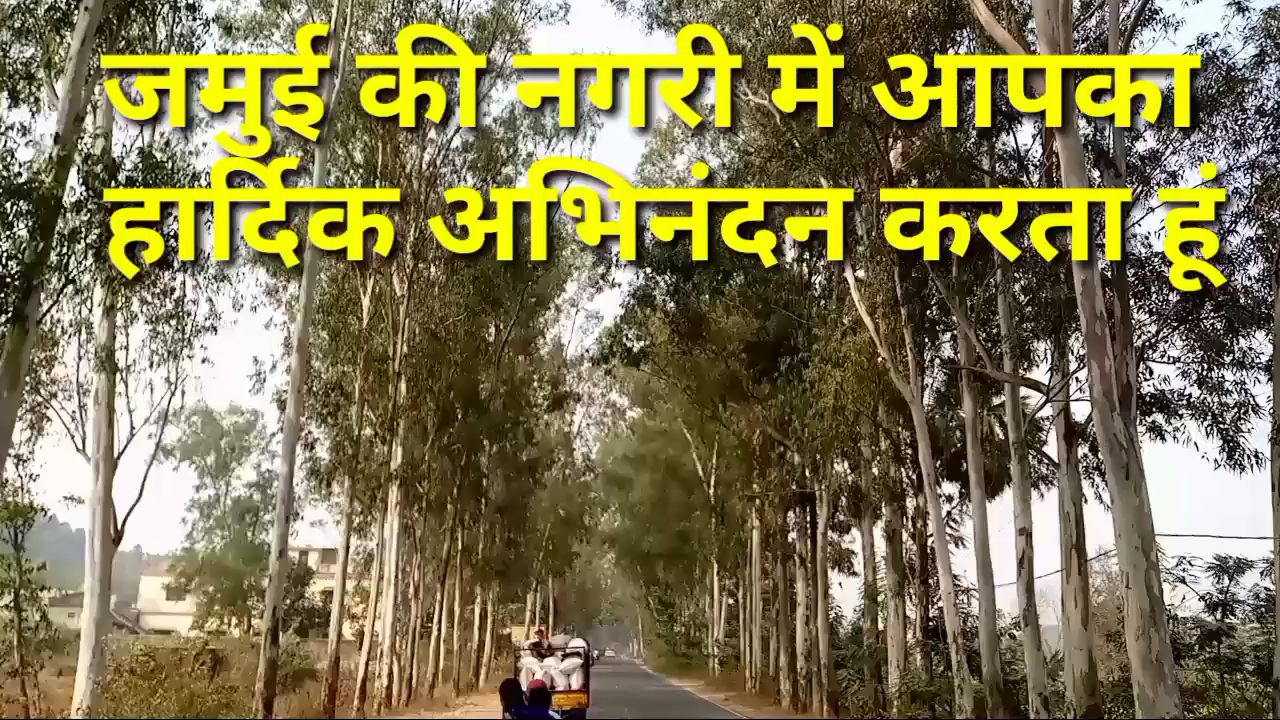 जमुई की नगरी में आपका
हार्दिक अभिनंदन करता हूं